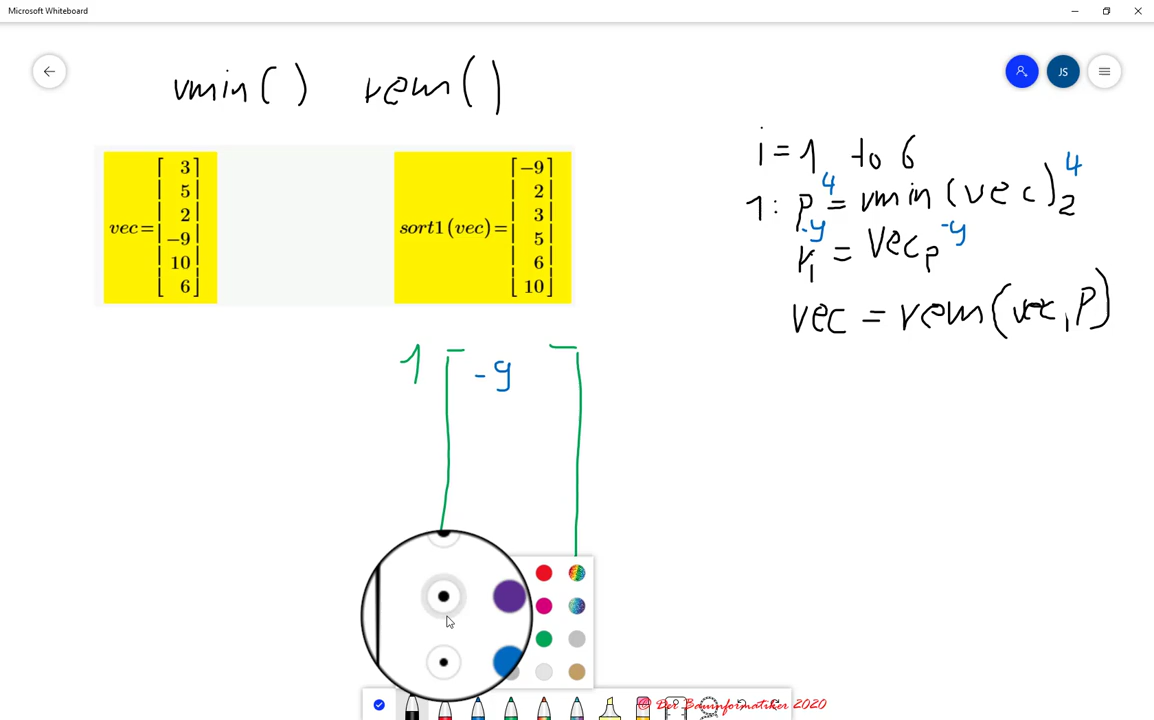 Microsoft Whiteboard
JS
vmin() rem()
vec=
3
5
2
−9
10
6
sort1(vec)=
−9
2
3
5
6
10
i = 1 to 6
4 4
1: p = vmin(vec)2
-9 -9
r1 = vecp
vec = rem(vec,p)
1 -9
© Der Bauinformatiker 2020